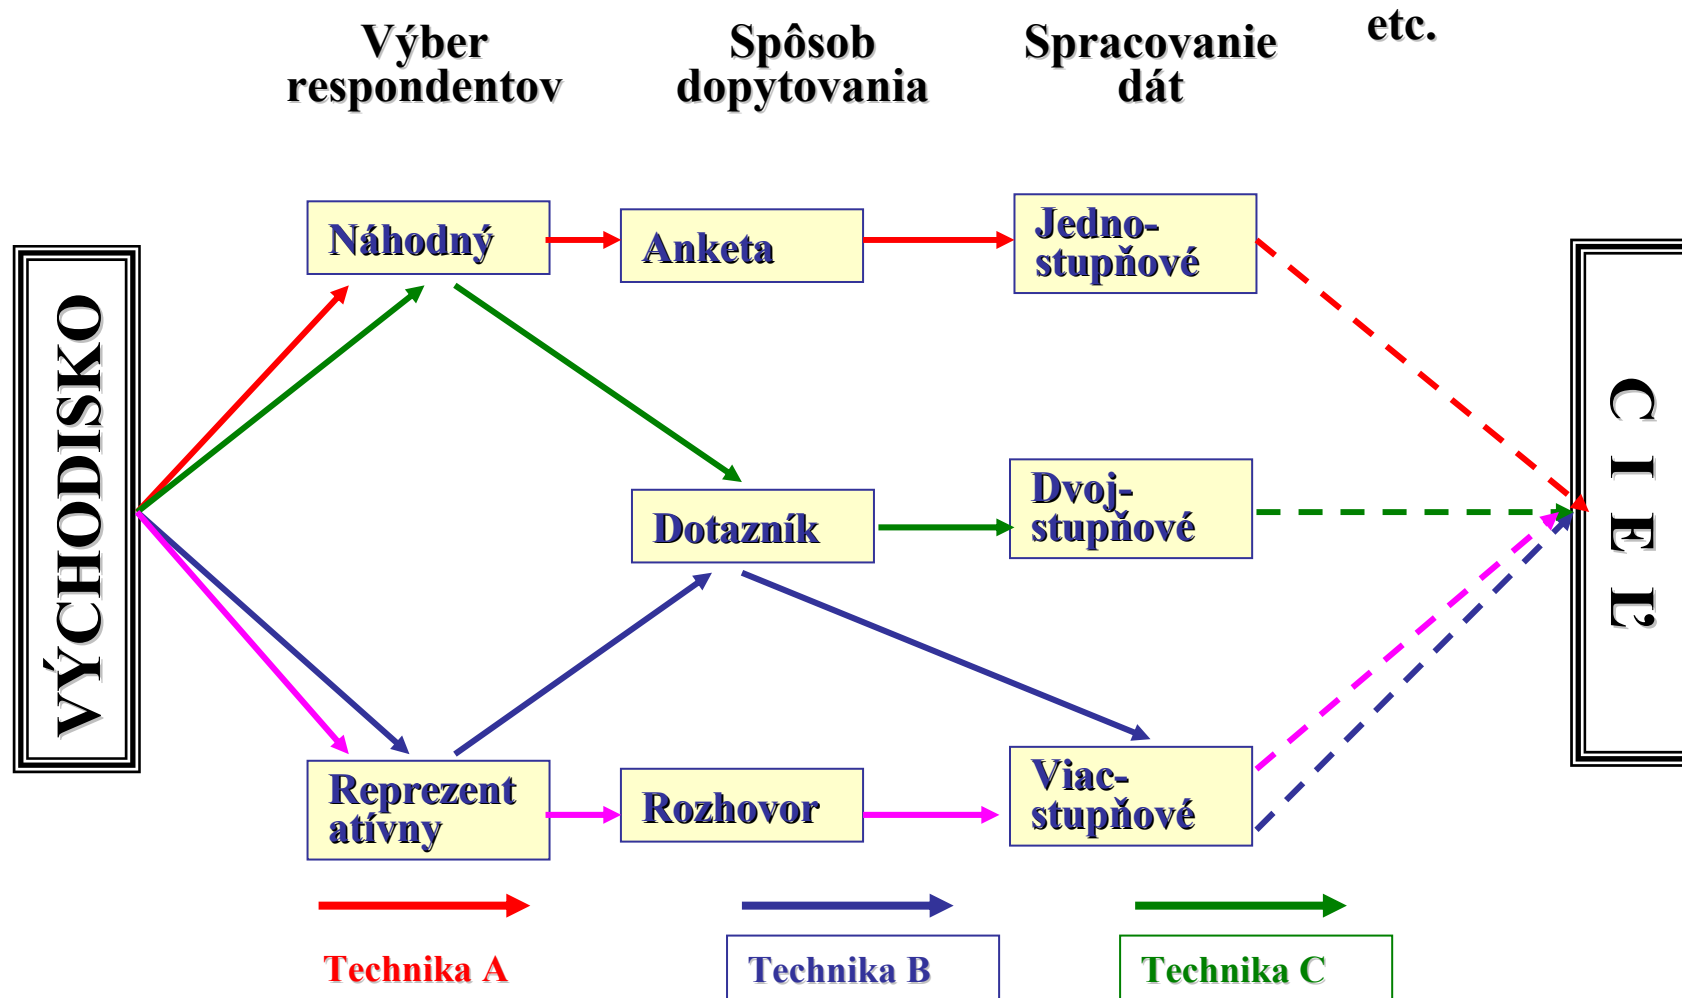 Výber
respondentov
Spôsob
dopytovania
Spracovanie
dát
etc.
VÝCHODISKO
Náhodný
Anketa
Jedno-
stupňové
Dotazník
Dvoj-
stupňové
Reprezent
atívny
Rozhovor
Viac-
stupňové
C I E Ľ
Technika A
Technika B
Technika C